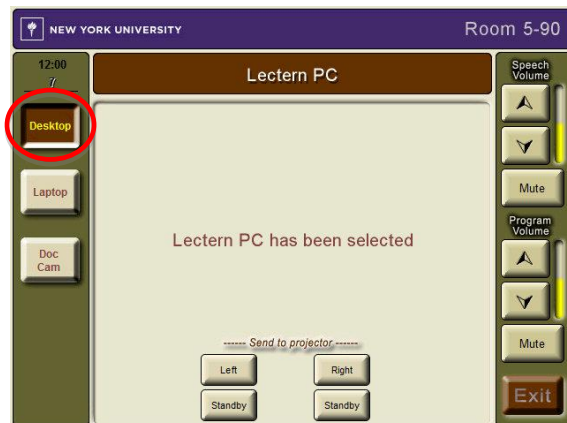 NEW YORK UNIVERSITY
Room 5-90
12:00
7
Desktop
Laptop
Doc
Cam
Lectern PC
Lectern PC has been selected
------ Send to projector ------
Left
Right
Standby
Standby
Speech
Volume
Mute
Program
Volume
Mute
Exit